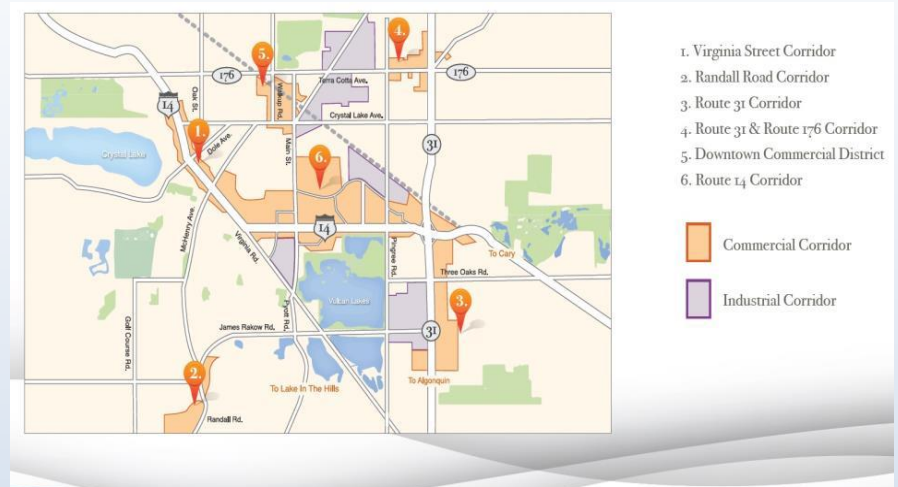 4.
5.
176
176
Terra Cotta Ave.
Oak St.
Walkup Rd.
14
Crystal Lake Ave.
1.
Dole Ave.
31
Crystal Lake
Main St.
6.
McHenry Ave.
Virginia Rd.
14
To Cary
Pingree Rd.
Three Oaks Rd.
Vulcan Lakes
3.
Pyott Rd.
Golf Course Rd.
James Rakow Rd.
31
2.
To Lake In The Hills
To Algonquin
Randall Rd.
1. Virginia Street Corridor
2. Randall Road Corridor
3. Route 31 Corridor
4. Route 31 & Route 176 Corridor
5. Downtown Commercial District
6. Route 14 Corridor
Commercial Corridor
Industrial Corridor